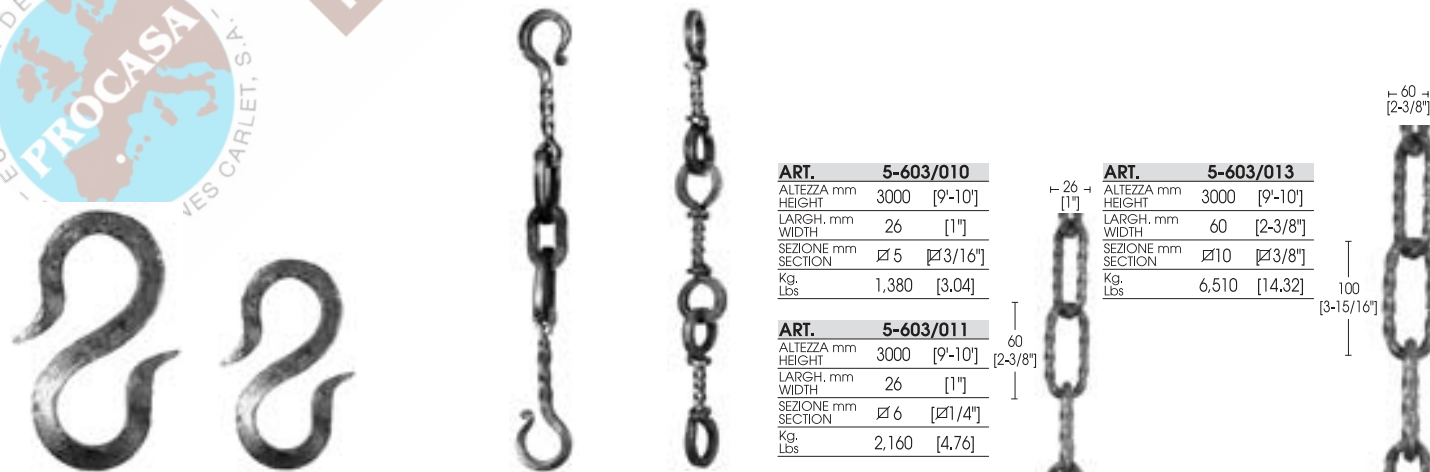 PROCASA
CARLET, S.A.
ART. 5-603/010
ALTEZZA mm
HEIGHT 3000 [9'-10']
LARGH. mm
WIDTH 26 [1"]
SEZIONE mm
SECTION ⌀ 5 [⌀ 3/16"]
Kg.
Lbs 1,380 [3.04]
ART. 5-603/011
ALTEZZA mm
HEIGHT 3000 [9'-10']
LARGH. mm
WIDTH 26 [1"]
SEZIONE mm
SECTION ⌀ 6 [⌀1/4"]
Kg.
Lbs 2,160 [4.76]
26
[1"]
60
[2-3/8"]
ART. 5-603/013
ALTEZZA mm
HEIGHT 3000 [9'-10']
LARGH. mm
WIDTH 60 [2-3/8"]
SEZIONE mm
SECTION ⌀10 [⌀3/8"]
Kg.
Lbs 6,510 [14.32]
60
[2-3/8"]
100
[3-15/16"]